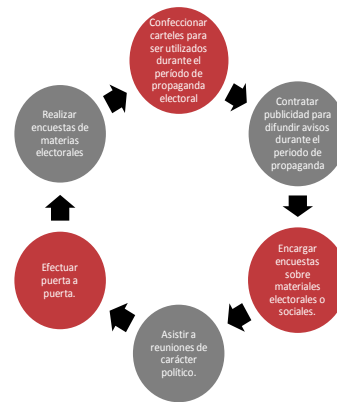 Confeccionar
carteles para
ser utilizados
durante el
período de
propaganda
electoral
Contratar
publicidad para
difundir avisos
durante el
periodo de
propaganda
Encargar
encuestas
sobre
materiales
electorales o
sociales.
Asistir a
reuniones de
carácter
político.
Efectuar
puerta a
puerta.
Realizar
encuestas de
materias
electorales